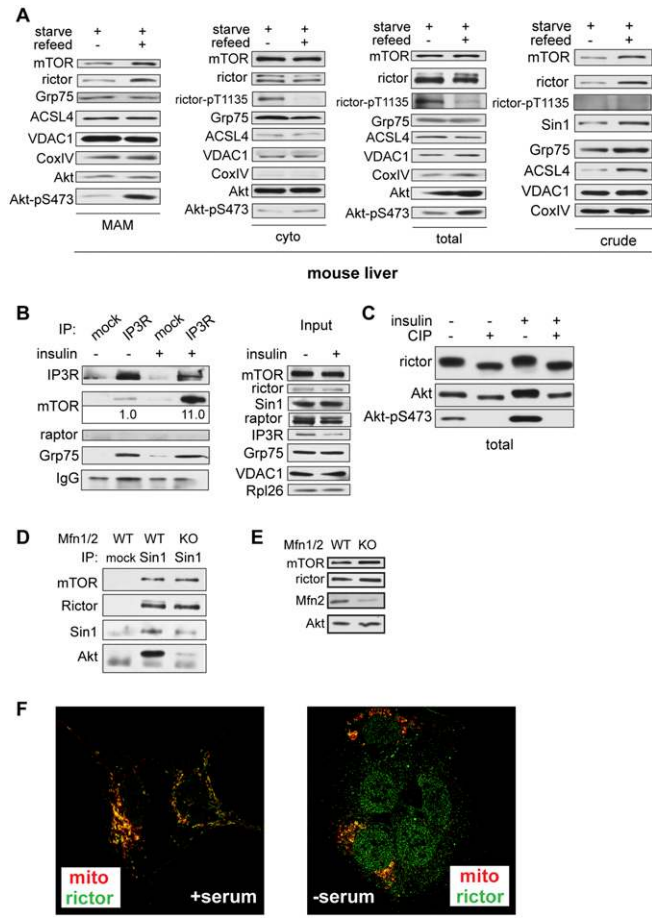 A
starve + +
refeed - +
mTOR
rictor
Grp75
ACSL4
VDAC1
CoxIV
Akt
Akt-pS473
MAM
starve + +
refeed - +
mTOR
rictor
rictor-pT1135
Grp75
ACSL4
VDAC1
CoxIV
Akt
Akt-pS473
cyto
starve + +
refeed - +
mTOR
rictor
rictor-pT1135
Grp75
ACSL4
VDAC1
CoxIV
Akt
Akt-pS473
total
starve + +
refeed - +
mTOR
rictor
rictor-pT1135
Sin1
Grp75
ACSL4
VDAC1
CoxIV
crude
mouse liver
B
IP: mock IP3R mock IP3R
insulin - - + +
IP3R
mTOR
1.0 11.0
raptor
Grp75
IgG
Input
insulin - +
mTOR
rictor
Sin1
raptor
IP3R
Grp75
VDAC1
Rpl26
C
insulin - - + +
CIP - + - +
rictor
Akt
Akt-pS473
total
D
Mfn1/2 WT WT KO
IP: mock Sin1 Sin1
mTOR
Rictor
Sin1
Akt
E
Mfn1/2 WT KO
mTOR
rictor
Mfn2
Akt
F
mito
rictor
+serum
-serum
mito
rictor